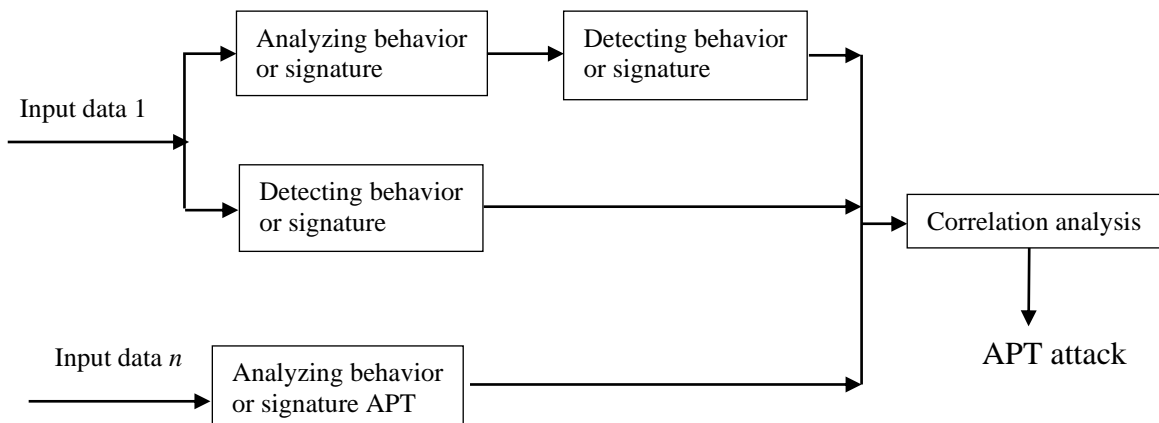 Analyzing behavior
or signature
Detecting behavior
or signature
Input data 1
Detecting behavior
or signature
Correlation analysis
Input data n
Analyzing behavior
or signature APT
APT attack